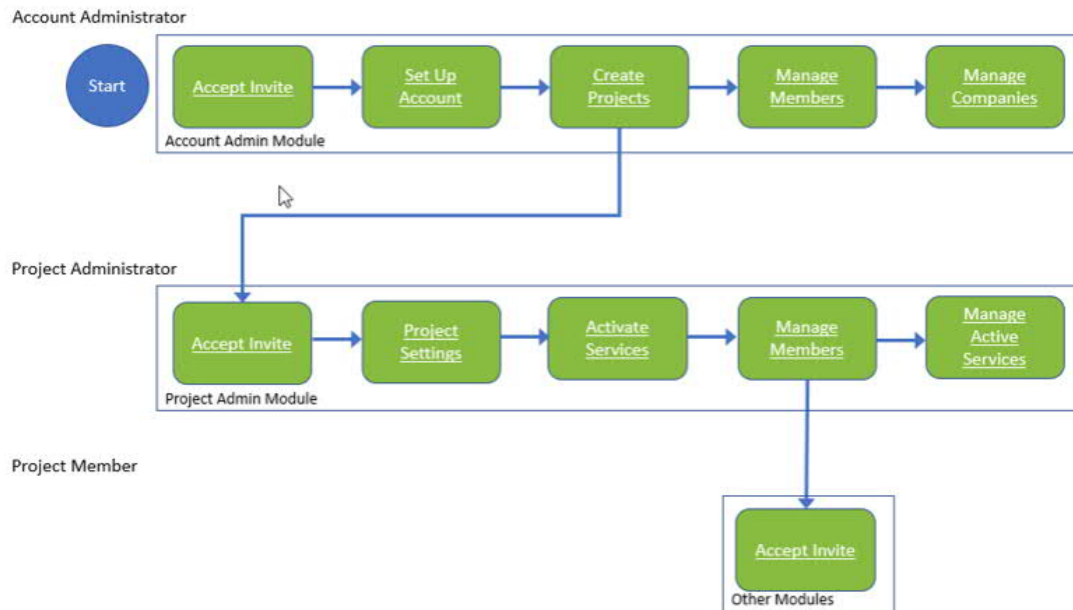 Account Administrator
Start
Accept Invite
Set Up
Account
Create
Projects
Manage
Members
Manage
Companies
Account Admin Module
Project Administrator
Accept Invite
Project
Settings
Activate
Services
Manage
Members
Manage
Active
Services
Project Admin Module
Project Member
Accept Invite
Other Modules